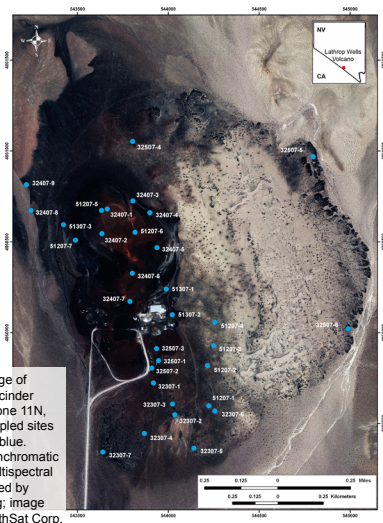 NV
Lathrop Wells
Volcano
CA
32507-4
32507-5
32407-9
32407-3
51207-5
32407-8
32407-1
32407-4
51307-3
51207-6
51207-7
32407-2
32407-5
32407-6
51307-1
32407-7
51307-2
51207-4
32507-6
32507-3
51207-3
32507-1
51207-2
32507-2
32307-1
32307-3
51207-1
32307-6
32307-2
32307-4
32307-5
32307-7
ge of
cinder
one 11N,
pled sites
blue.
nchromatic
ltispectral
ed by
g; image
thSat Corp.
0.25 0.125 0 0.25 Miles
0.25 0.125 0 0.25 Kilometers
543500
544000
544500
545000